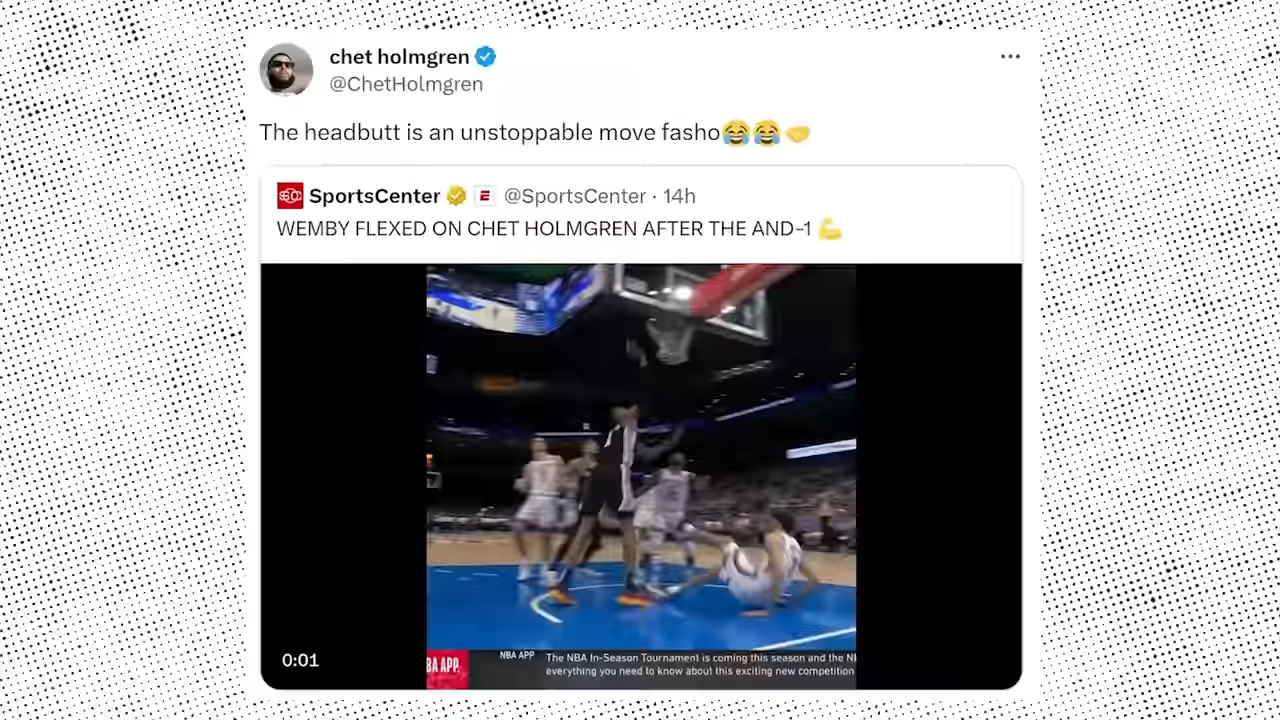 chet holmgren
@ChetHolmgren
The headbutt is an unstoppable move fasho😂😂🤝
SportsCenter @SportsCenter · 14h
WEMBY FLEXED ON CHET HOLMGREN AFTER THE AND-1 💪
0:01
BA APP.
NBA APP
The NBA In-Season Tournament is coming this season and the N
everything you need to know about this exciting new competition